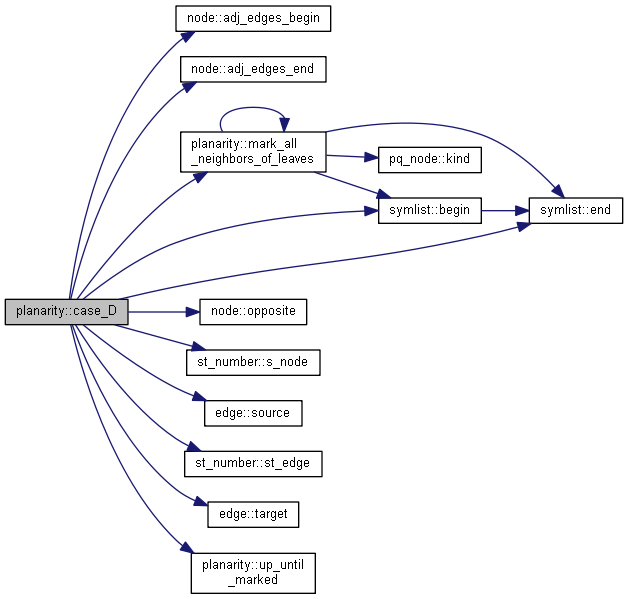 node::adj_edges_begin
node::adj_edges_end
planarity::mark_all
_neighbors_of_leaves
pq_node::kind
symlist::begin
symlist::end
planarity::case_D
node::opposite
st_number::s_node
edge::source
st_number::st_edge
edge::target
planarity::up_until
_marked